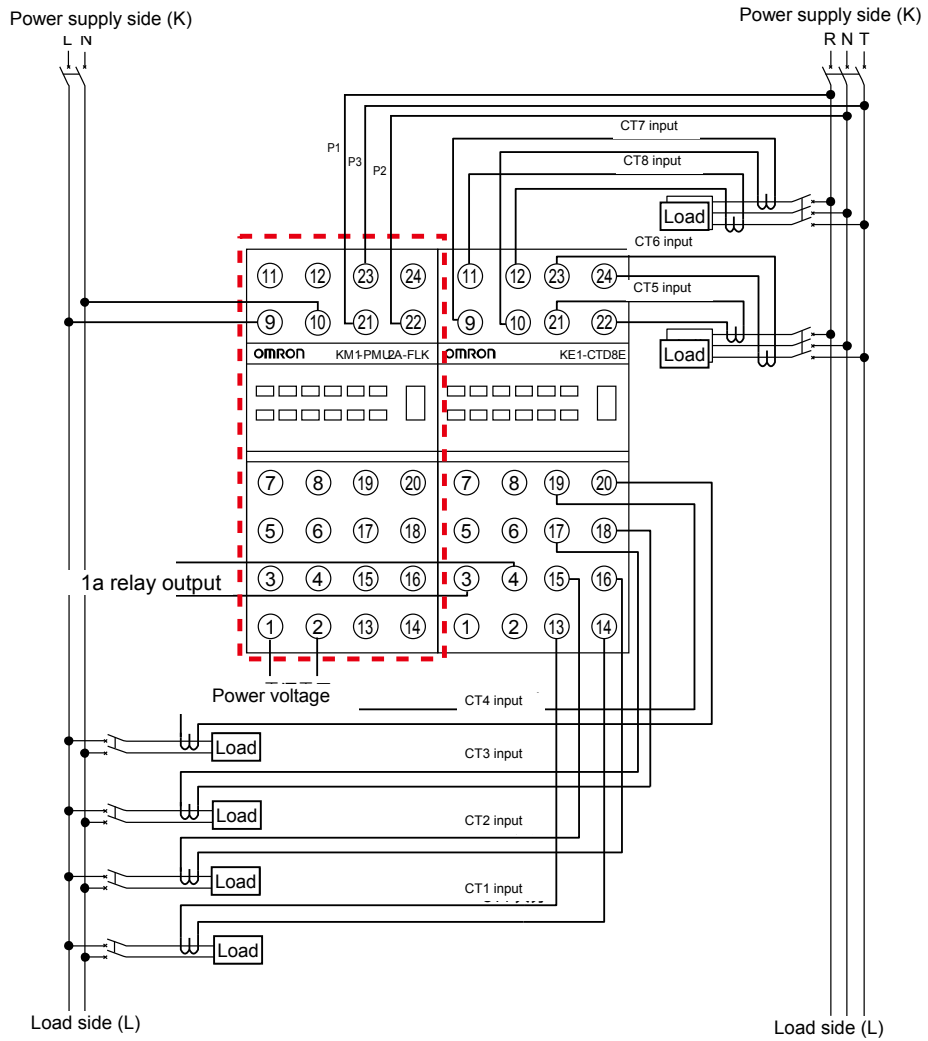 Power supply side (K)
Power supply side (K)
L N
R N T
CT7 input
P1
P3
P2
CT8 input
Load
CT6 input
11 12 23 24 11 12 23 24
CT5 input
9 10 21 22 9 10 21 22
Load
OMRON KM1-PMU2A-FLK OMRON KE1-CTD8E
7 8 19 20 7 8 19 20
5 6 17 18 5 6 17 18
1a relay output
3 4 15 16 3 4 15 16
1 2 13 14 1 2 13 14
Power voltage
CT4 input
Load
CT3 input
Load
CT2 input
Load
CT1 input
Load
Load side (L)
Load side (L)